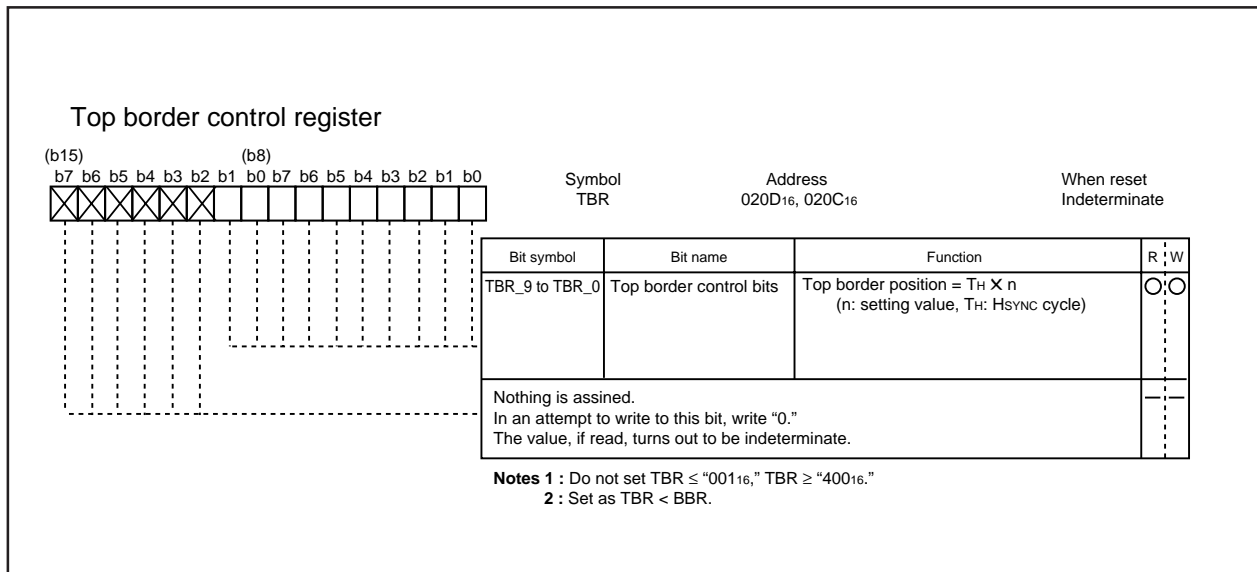 Top border control register
(b15) (b8)
b7 b6 b5 b4 b3 b2 b1 b0 b7 b6 b5 b4 b3 b2 b1 b0
Symbol Address When reset
TBR 020D16, 020C16 Indeterminate
Bit symbol Bit name Function R W
TBR_9 to TBR_0 Top border control bits Top border position = TH × n
(n: setting value, TH: HSYNC cycle)
Nothing is assined.
In an attempt to write to this bit, write “0.”
The value, if read, turns out to be indeterminate.
Notes 1 : Do not set TBR ≤ “00116,” TBR ≥ “40016.”
2 : Set as TBR < BBR.